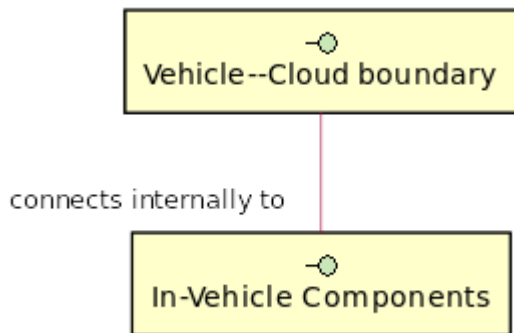 Vehicle--Cloud boundary
connects internally to
In-Vehicle Components